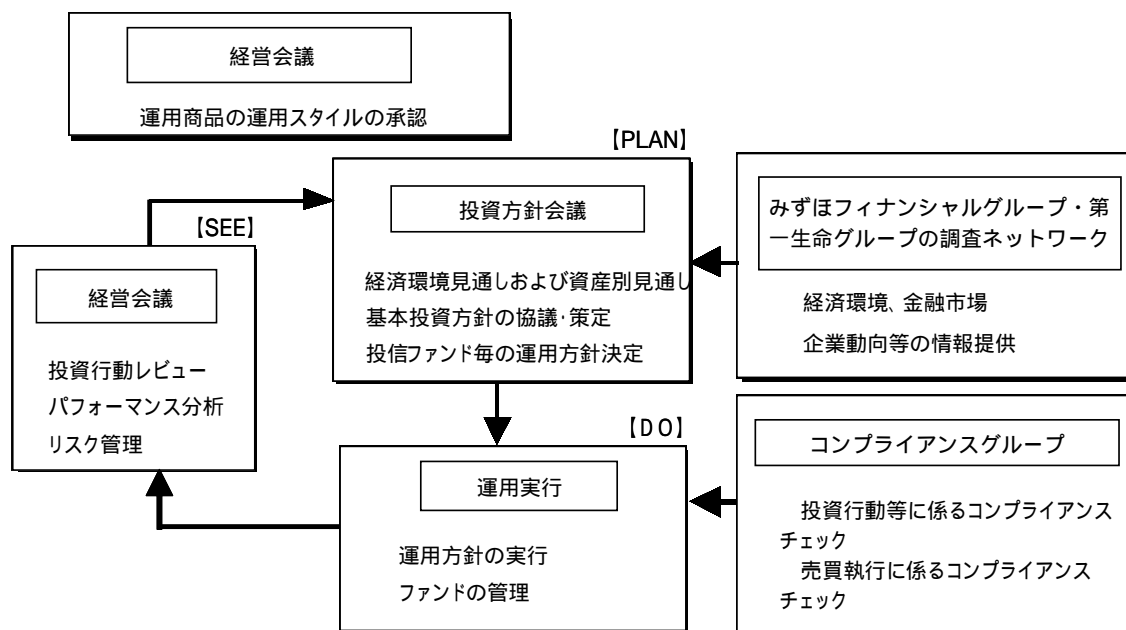 経営会議
運用商品の運用スタイルの承認
【PLAN】
投資方針会議
経済環境見通しおよび資産別見通し
基本投資方針の協議・策定
投信ファンド毎の運用方針決定
みずほフィナンシャルグループ・第
一生命グループの調査ネットワーク
経済環境、金融市場
企業動向等の情報提供
【SEE】
経営会議
投資行動レビュー
パフォーマンス分析
リスク管理
【DO】
運用実行
運用方針の実行
ファンドの管理
コンプライアンスグループ
投資行動等に係るコンプライアンス
チェック
売買執行に係るコンプライアンス
チェック